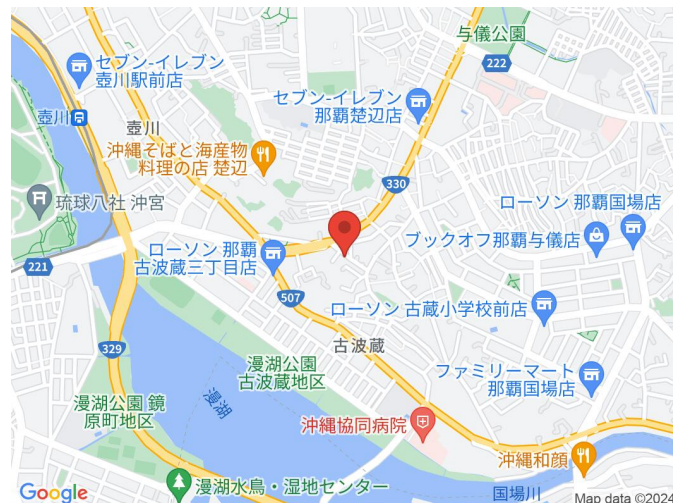 与儀公園
222
セブン-イレブン
壺川駅前店
セブン-イレブン
那覇楚辺店
壺川
壺川
沖縄そばと海産物
料理の店 楚辺
330
琉球八社 沖宮
ローソン 那覇国場店
ブックオフ那覇与儀店
ローソン 那覇
古波蔵三丁目店
221
507
ローソン 古蔵小学校前店
329
古波蔵
漫湖公園
古波蔵地区
ファミリーマート
那覇国場店
漫湖公園 鏡
原町地区
漫湖
沖縄協同病院
沖縄和顔
漫湖水鳥・湿地センター
国場川
Google
Map data ©2024